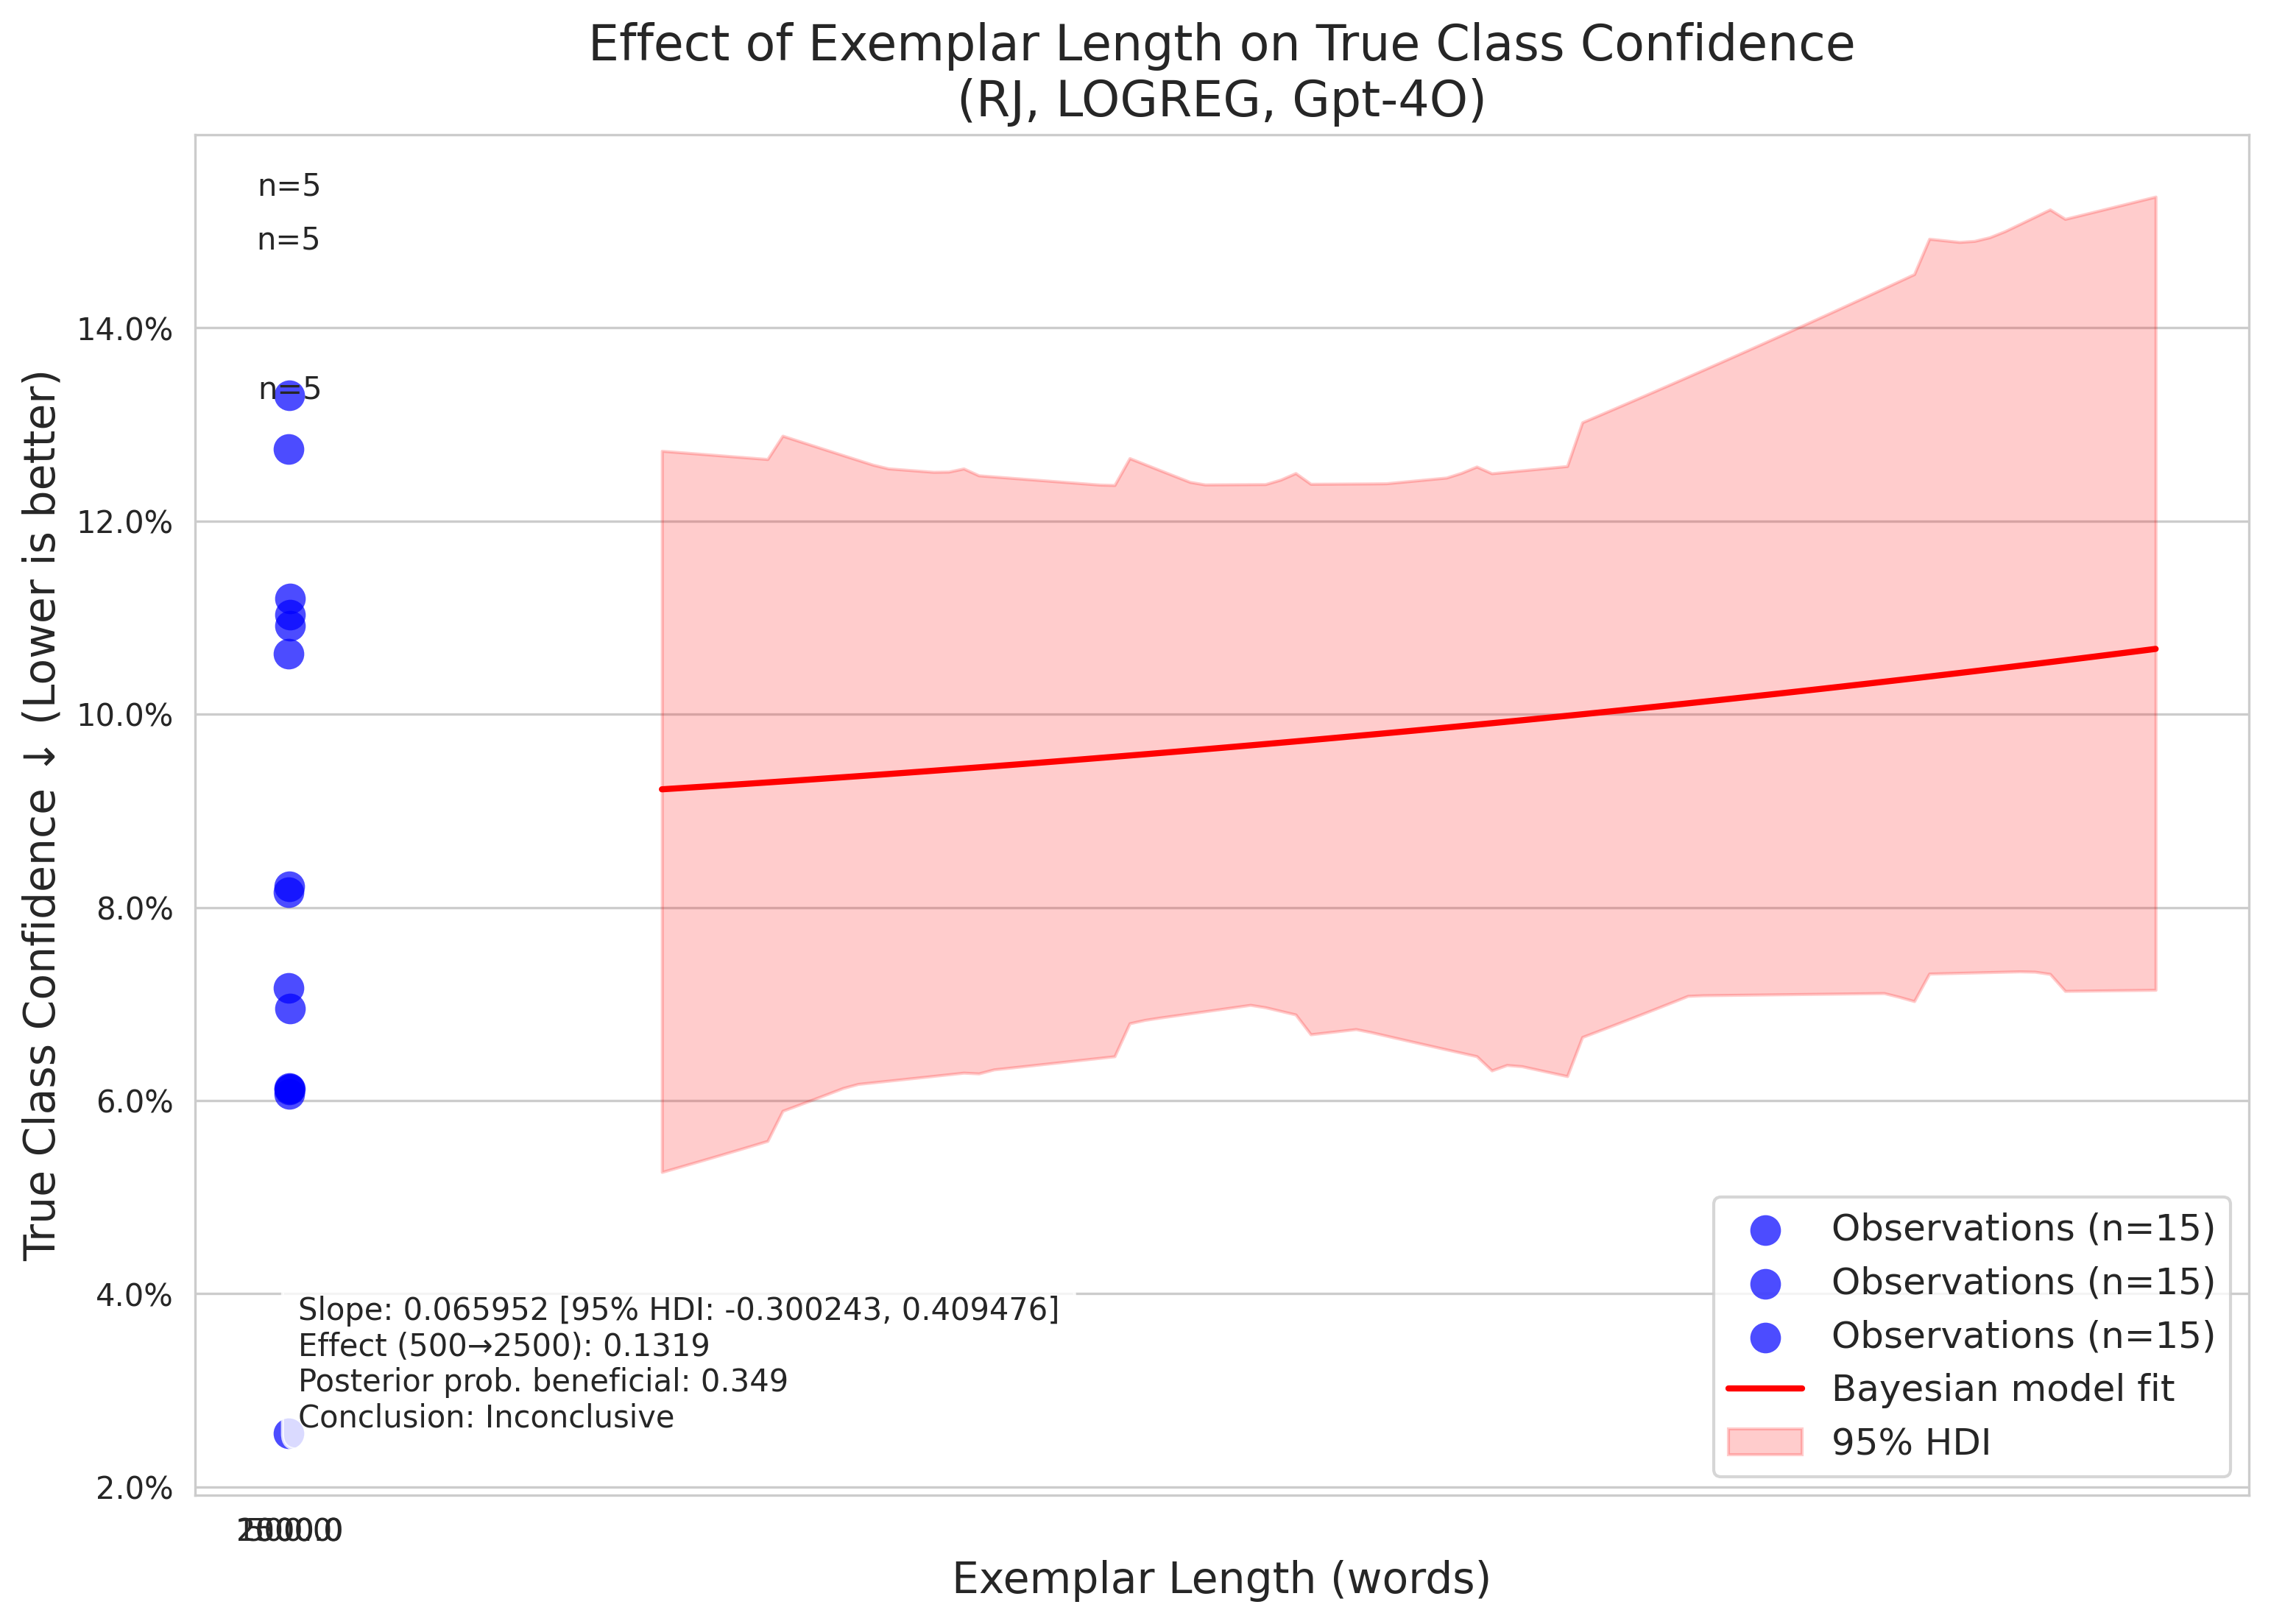 Effect of Exemplar Length on True Class Confidence
(RJ, LOGREG, Gpt-4O)
True Class Confidence ↓ (Lower is better)
n=5
n=5
14.0%
n=5
12.0%
10.0%
8.0%
6.0%
4.0%
2.0%
Slope: 0.065952 [95% HDI: -0.300243, 0.409476]
Effect (500→2500): 0.1319
Posterior prob. beneficial: 0.349
Conclusion: Inconclusive
Observations (n=15)
Observations (n=15)
Observations (n=15)
Bayesian model fit
95% HDI
Exemplar Length (words)